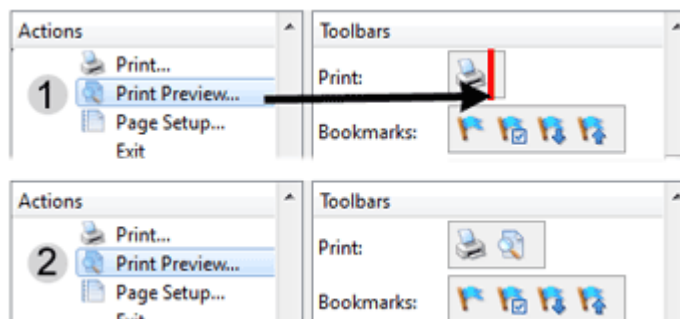 Actions
Toolbars
Print...
Print:
1
Print Preview...
Page Setup...
Bookmarks:
Exit
Actions
Toolbars
Print...
Print:
2
Print Preview...
Page Setup...
Bookmarks:
Exit